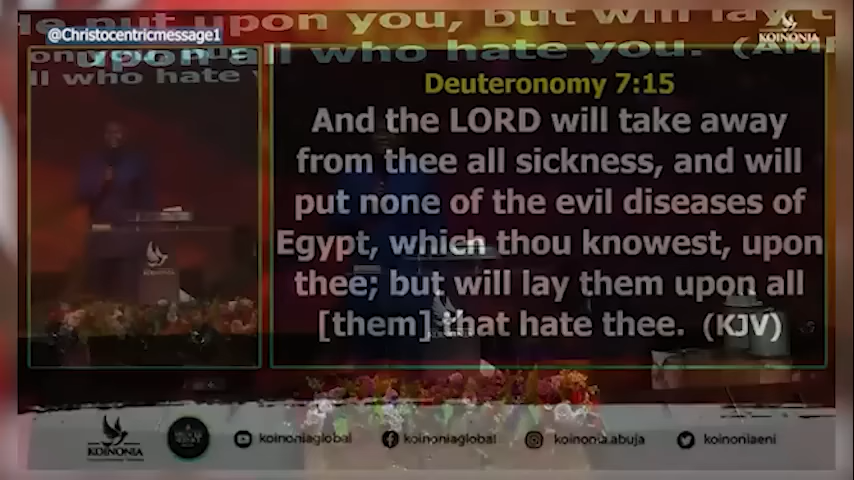 He put upon you, but will lay t
@Christocentricmessage1
upon all who hate you. (AM
ll who hate
KOINONIA
Deuteronomy 7:15
And the LORD will take away
from thee all sickness, and will
put none of the evil diseases of
Egypt, which thou knowest, upon
thee; but will lay them upon all
[them] that hate thee. (KJV)
KOINONIA
KOINONIA
koinoniaglobal
koinoniaglobal
koinonia.abuja
koinoniaeni